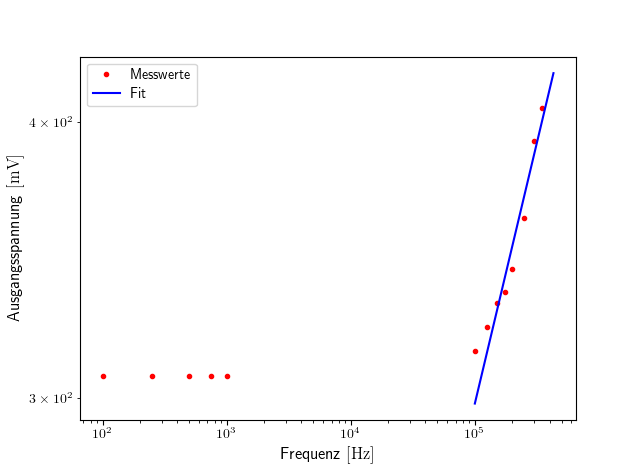 Messwerte
Fit
Ausgangsspannung [mV]
4 × 10²
3 × 10²
10² 10³ 10⁴ 10⁵
Frequenz [Hz]